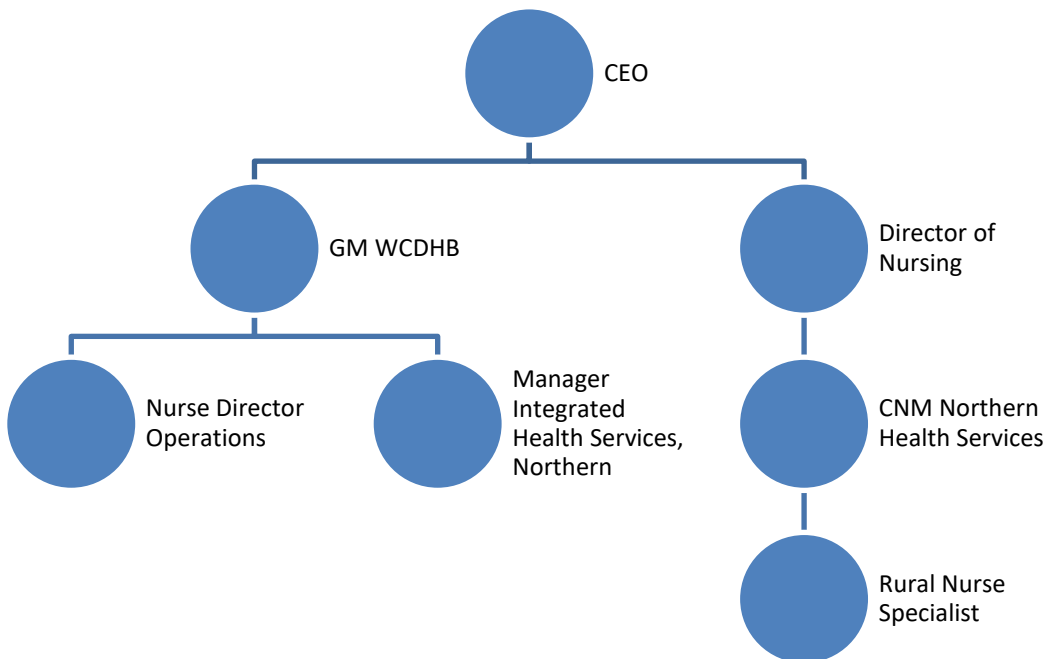 CEO
GM WCDHB
Director of
Nursing
Nurse Director
Operations
Manager
Integrated
Health Services,
Northern
CNM Northern
Health Services
Rural Nurse
Specialist